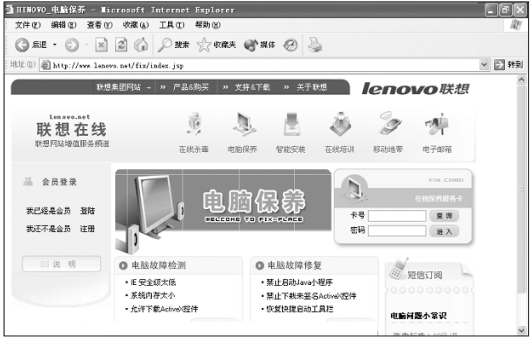 HINOVO_电脑保养 - Microsoft Internet Explorer
文件(F) 编辑(E) 查看(V) 收藏(A) 工具(T) 帮助(H)
后退 搜索 收藏夹 媒体
地址(D) http://www.lenovo.net/fix/index.jsp 转到
联想集团网站 - » 产品&购买 » 支持&下载 » 关于联想 lenovo联想
Lenovo.net
联想在线
联想网站增值服务频道
在线杀毒 电脑保养 智能安装 在线培训 移动地带 电子邮箱
会员登录
我已经是会员 登陆
我还不是会员 注册
说 明
电脑保养
WELCOME TO FIX-PLACE
FIX CARD
在线保养服务卡
卡号 查 询
密码 进 入
电脑故障检测
• IE 安全级太低
• 系统内存太小
• 允许下载ActiveX控件
电脑故障修复
• 禁止启动Java小程序
• 禁止下载未签名ActiveX控件
• 恢复快捷启动工具栏
短信订阅
电脑问题小常识